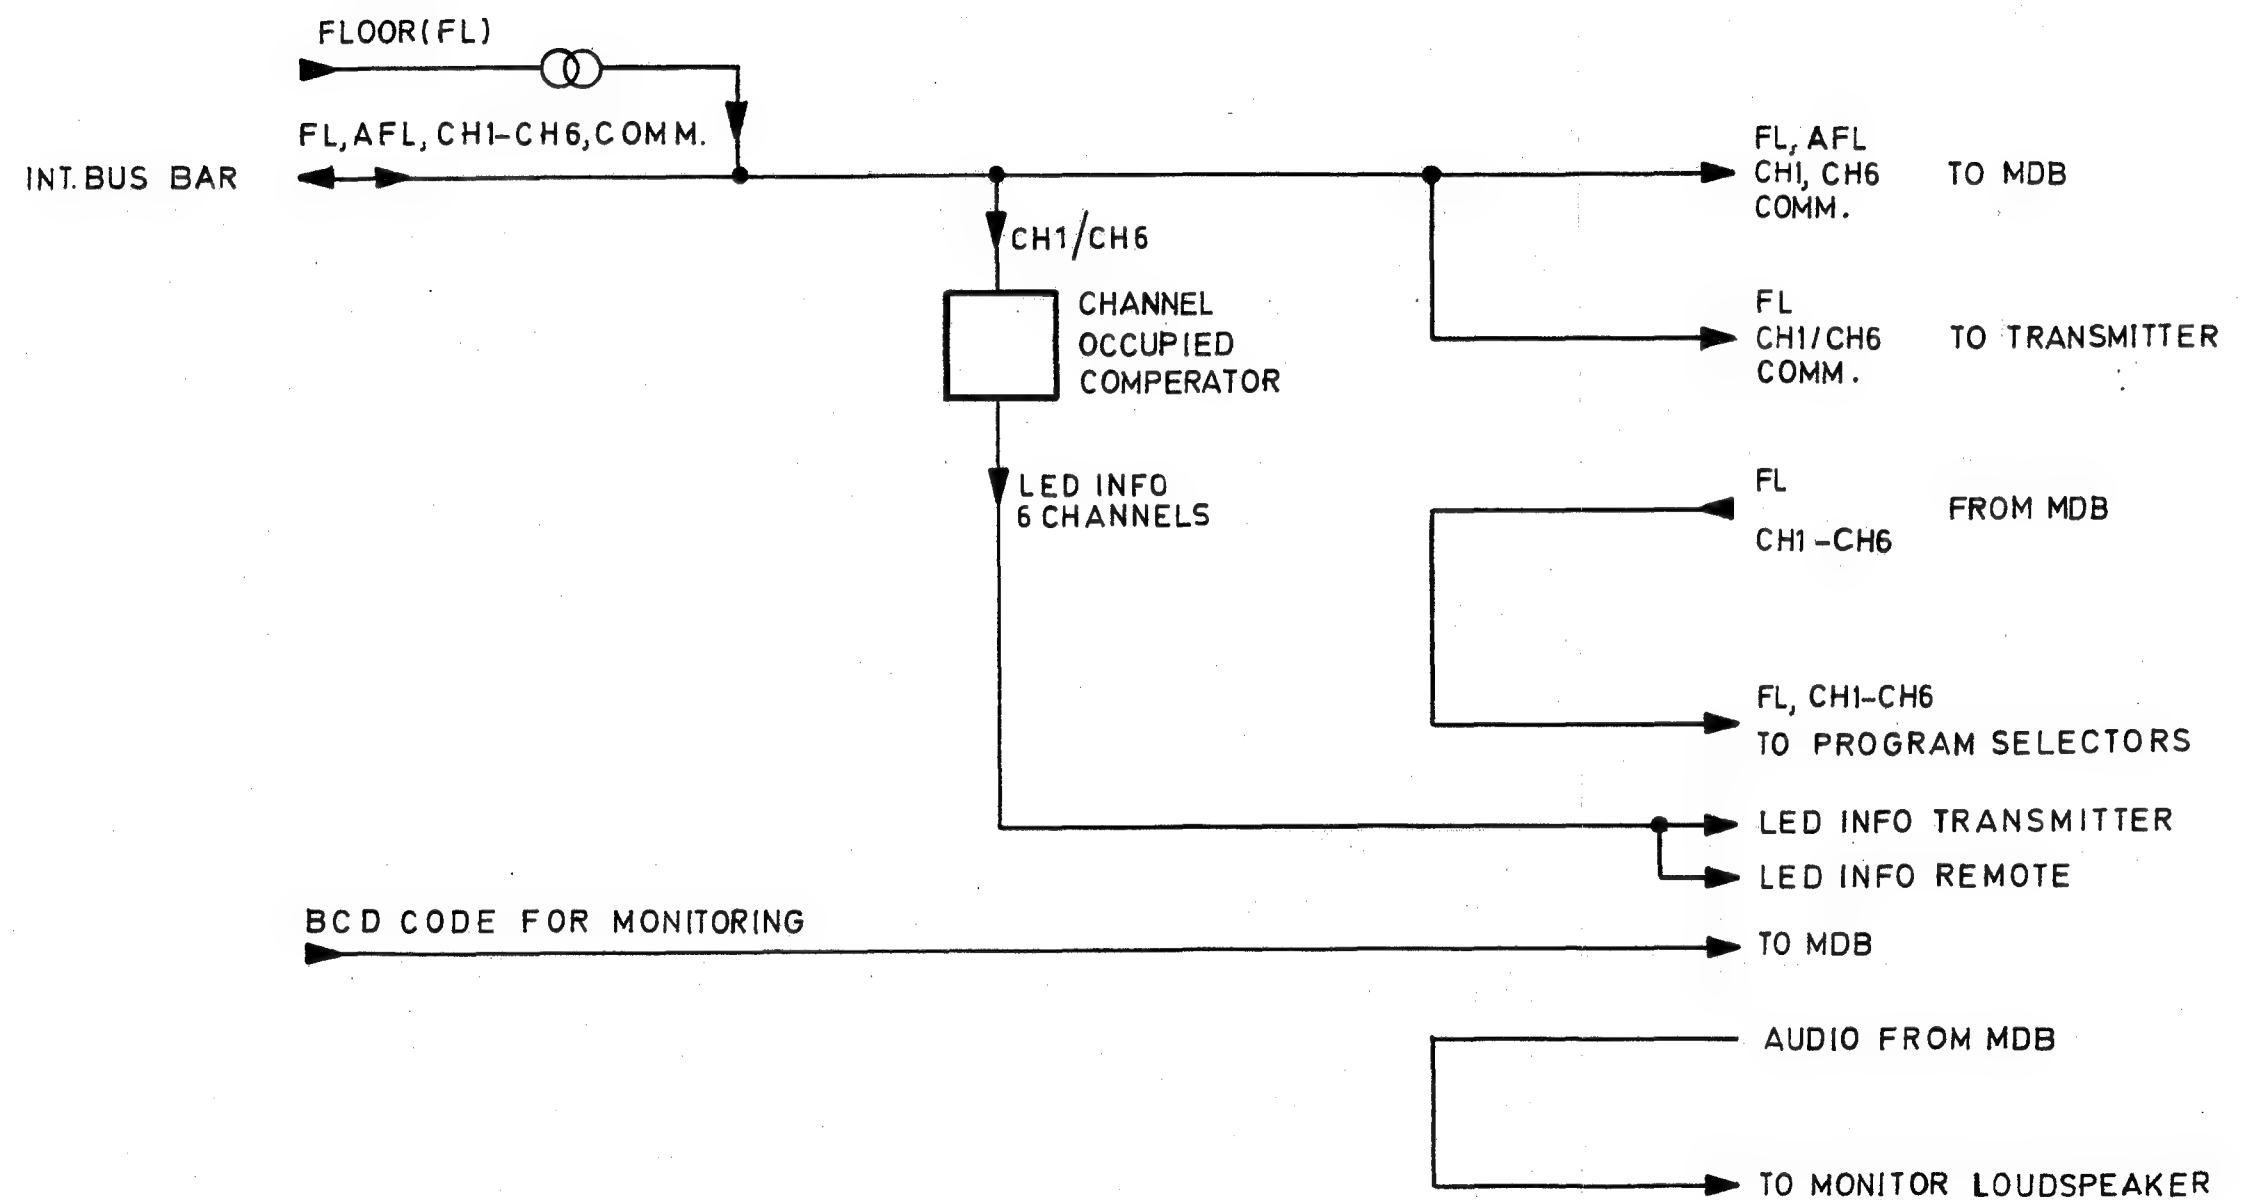 FLOOR(FL)
FL, AFL, CH1-CH6, COMM.
INT. BUS BAR
FL, AFL
CH1, CH6 TO MDB
COMM.
CH1/CH6
CHANNEL
OCCUPIED
COMPERATOR
FL
CH1/CH6 TO TRANSMITTER
COMM.
LED INFO
6 CHANNELS
FL
FROM MDB
CH1-CH6
FL, CH1-CH6
TO PROGRAM SELECTORS
LED INFO TRANSMITTER
LED INFO REMOTE
BCD CODE FOR MONITORING
TO MDB
AUDIO FROM MDB
TO MONITOR LOUDSPEAKER